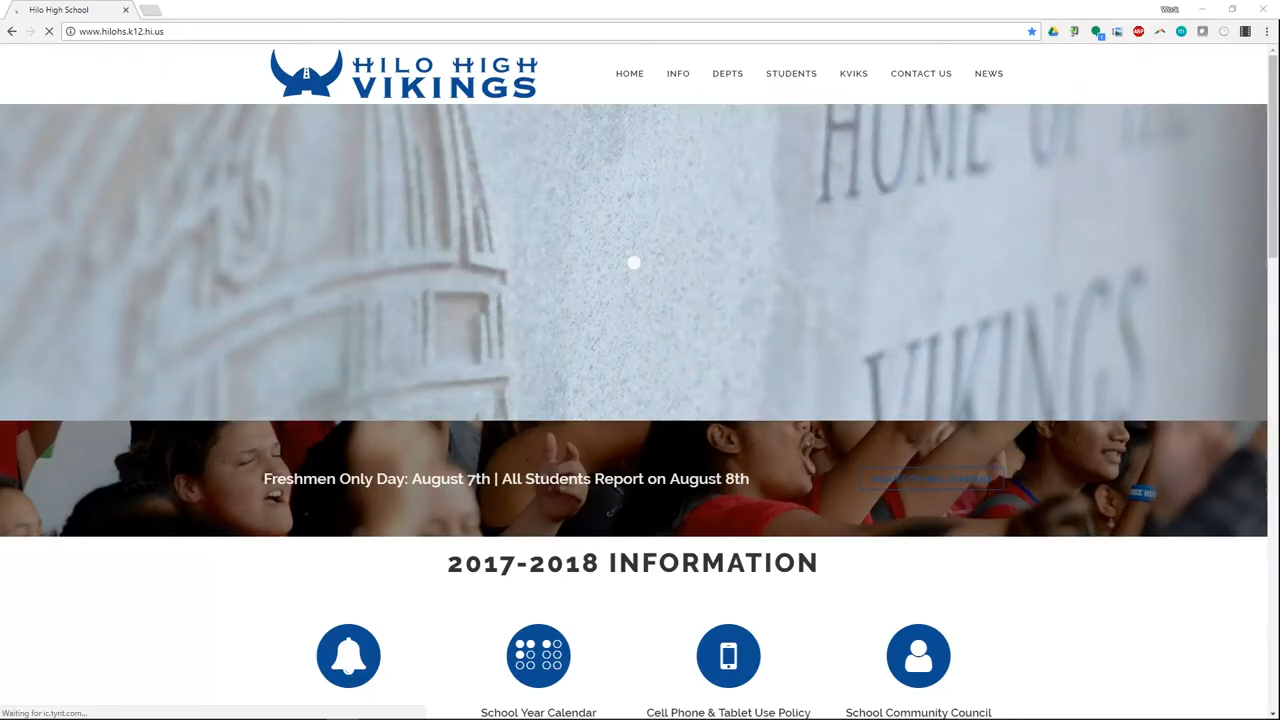 Hilo High School
Work
www.hilohs.k12.hi.us
HILO HIGH
VIKINGS
HOME INFO DEPTS STUDENTS KVIKS CONTACT US NEWS
HOME OF
VIKINGS
Freshmen Only Day: August 7th | All Students Report on August 8th
2017-2018 INFORMATION
School Year Calendar Cell Phone & Tablet Use Policy School Community Council
Waiting for ic.tynt.com...